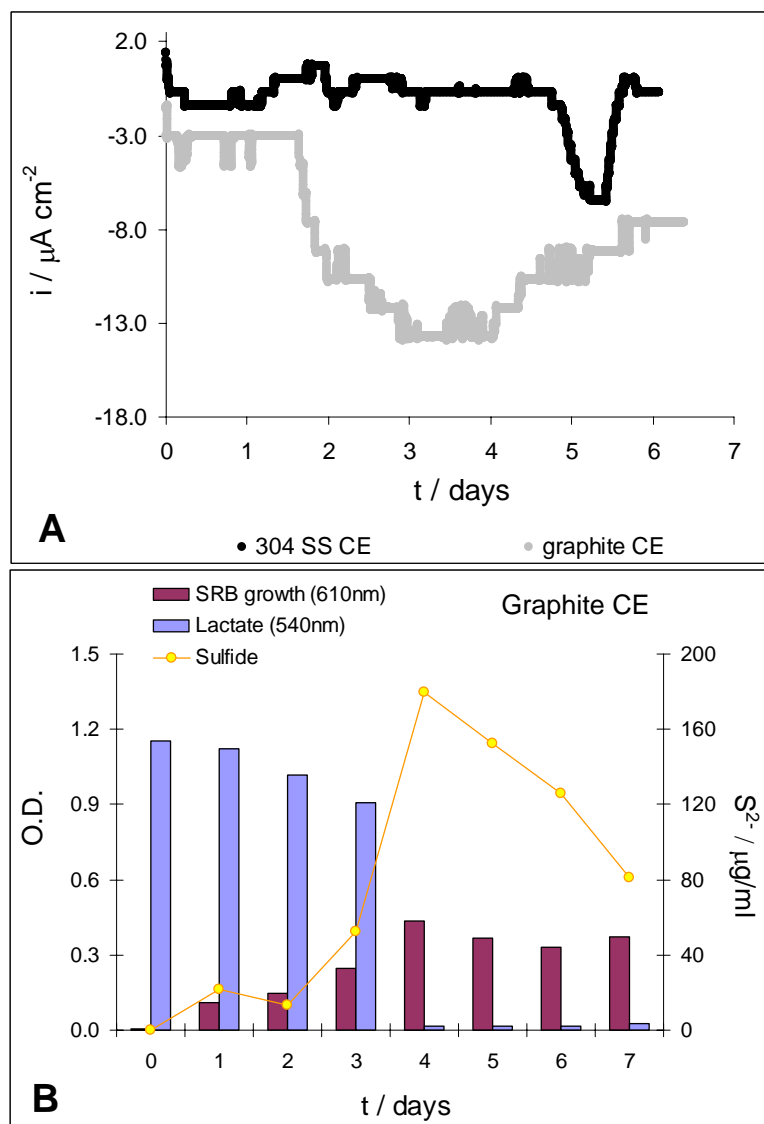 2.0
-3.0
-8.0
-13.0
-18.0
i / μA cm-2
0 1 2 3 4 5 6 7
t / days
A
304 SS CE graphite CE
SRB growth (610nm)
Lactate (540nm)
Sulfide
Graphite CE
1.5
1.2
0.9
0.6
0.3
0.0
O.D.
200
160
120
80
40
0
S2- / μg/ml
0 1 2 3 4 5 6 7
t / days
B